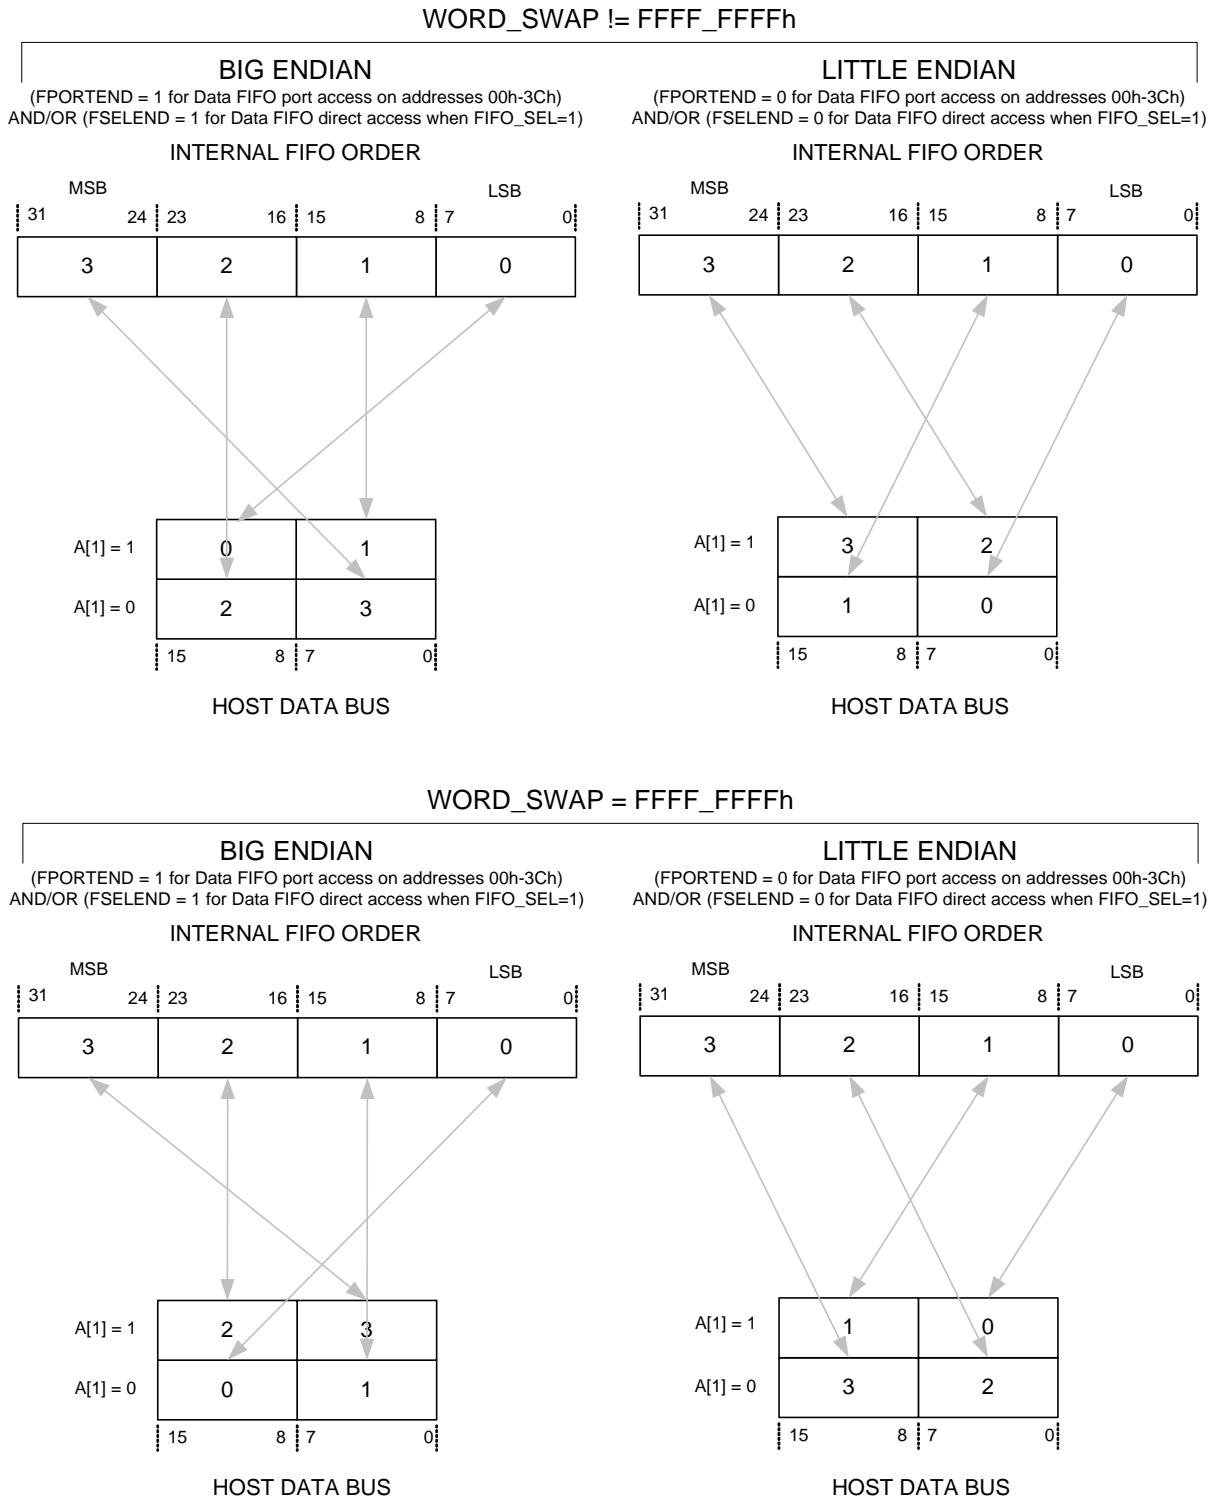 WORD_SWAP != FFFF_FFFFh
BIG ENDIAN
(FPORTEND = 1 for Data FIFO port access on addresses 00h-3Ch)
AND/OR (FSELEND = 1 for Data FIFO direct access when FIFO_SEL=1)
INTERNAL FIFO ORDER
MSB LSB
31 24 23 16 15 8 7 0
3 2 1 0
A[1] = 1 0 1
A[1] = 0 2 3
15 8 7 0
HOST DATA BUS
LITTLE ENDIAN
(FPORTEND = 0 for Data FIFO port access on addresses 00h-3Ch)
AND/OR (FSELEND = 0 for Data FIFO direct access when FIFO_SEL=1)
INTERNAL FIFO ORDER
MSB LSB
31 24 23 16 15 8 7 0
3 2 1 0
A[1] = 1 3 2
A[1] = 0 1 0
15 8 7 0
HOST DATA BUS
WORD_SWAP = FFFF_FFFFh
BIG ENDIAN
(FPORTEND = 1 for Data FIFO port access on addresses 00h-3Ch)
AND/OR (FSELEND = 1 for Data FIFO direct access when FIFO_SEL=1)
INTERNAL FIFO ORDER
MSB LSB
31 24 23 16 15 8 7 0
3 2 1 0
A[1] = 1 2 3
A[1] = 0 0 1
15 8 7 0
HOST DATA BUS
LITTLE ENDIAN
(FPORTEND = 0 for Data FIFO port access on addresses 00h-3Ch)
AND/OR (FSELEND = 0 for Data FIFO direct access when FIFO_SEL=1)
INTERNAL FIFO ORDER
MSB LSB
31 24 23 16 15 8 7 0
3 2 1 0
A[1] = 1 1 0
A[1] = 0 3 2
15 8 7 0
HOST DATA BUS